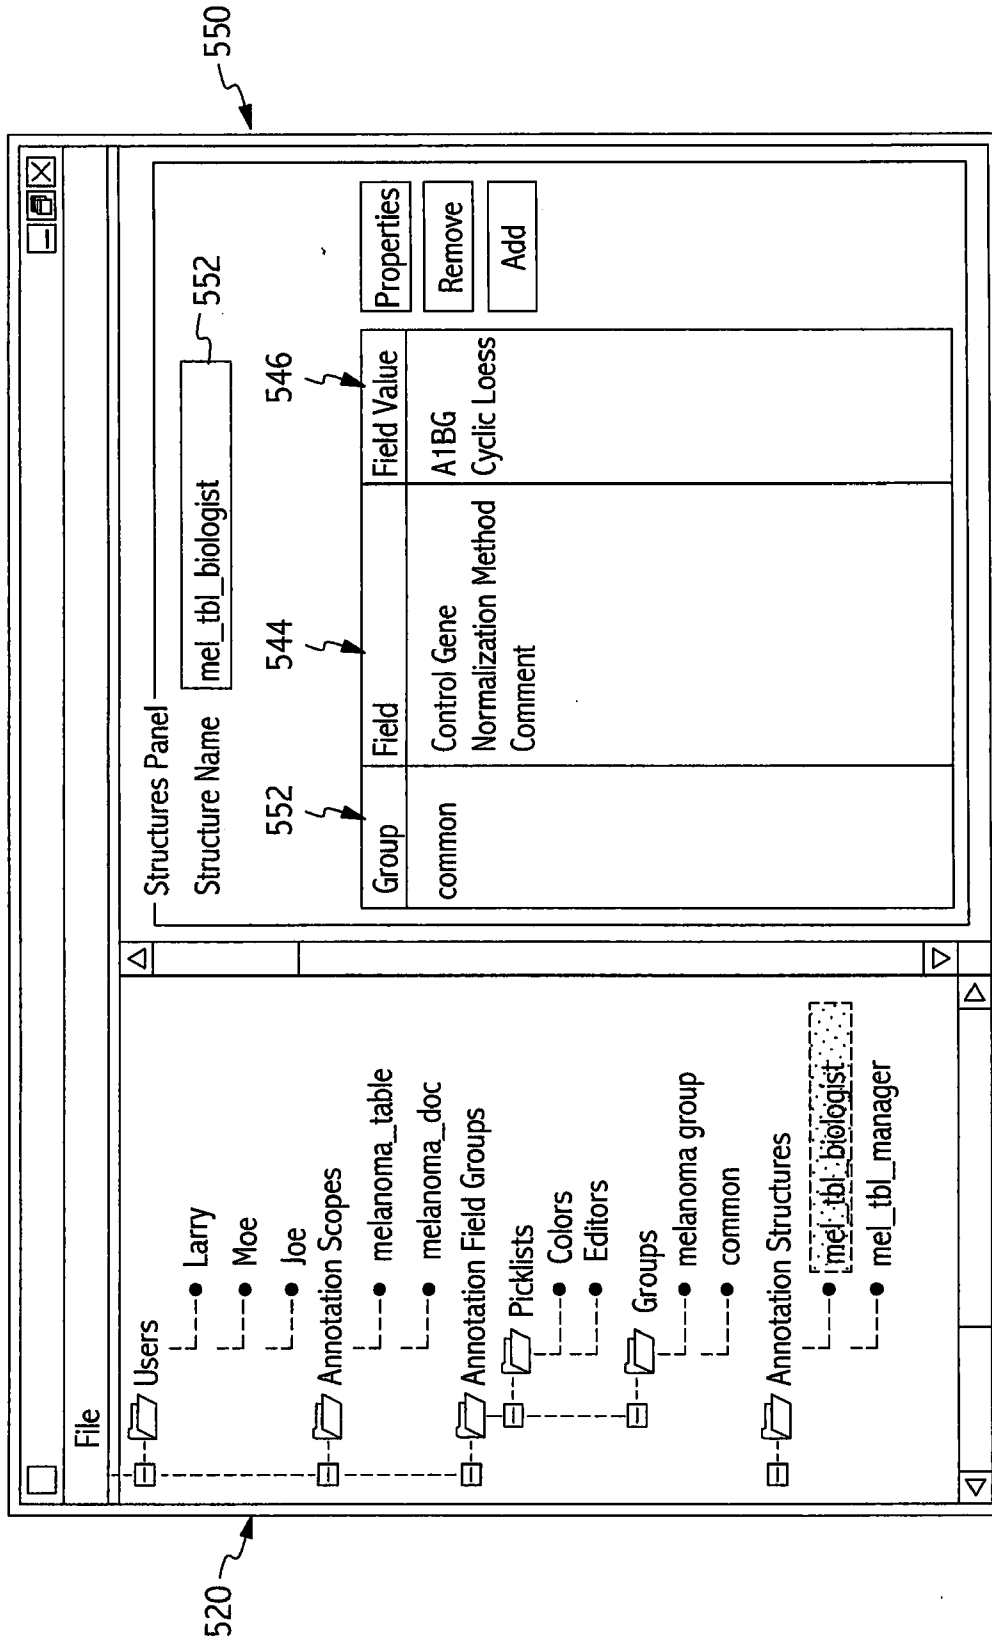 File
Users
Larry
Moe
Joe
Annotation Scopes
melanoma_table
melanoma_doc
Annotation Field Groups
Picklists
Colors
Editors
Groups
melanoma group
common
Annotation Structures
mel_tbl_biologist
mel_tbl_manager
520
550
Structures Panel
Structure Name mel_tbl_biologist
552
552 544 546
Group Field Field Value
common Control Gene A1BG
Normalization Method Cyclic Loess
Comment
Properties
Remove
Add